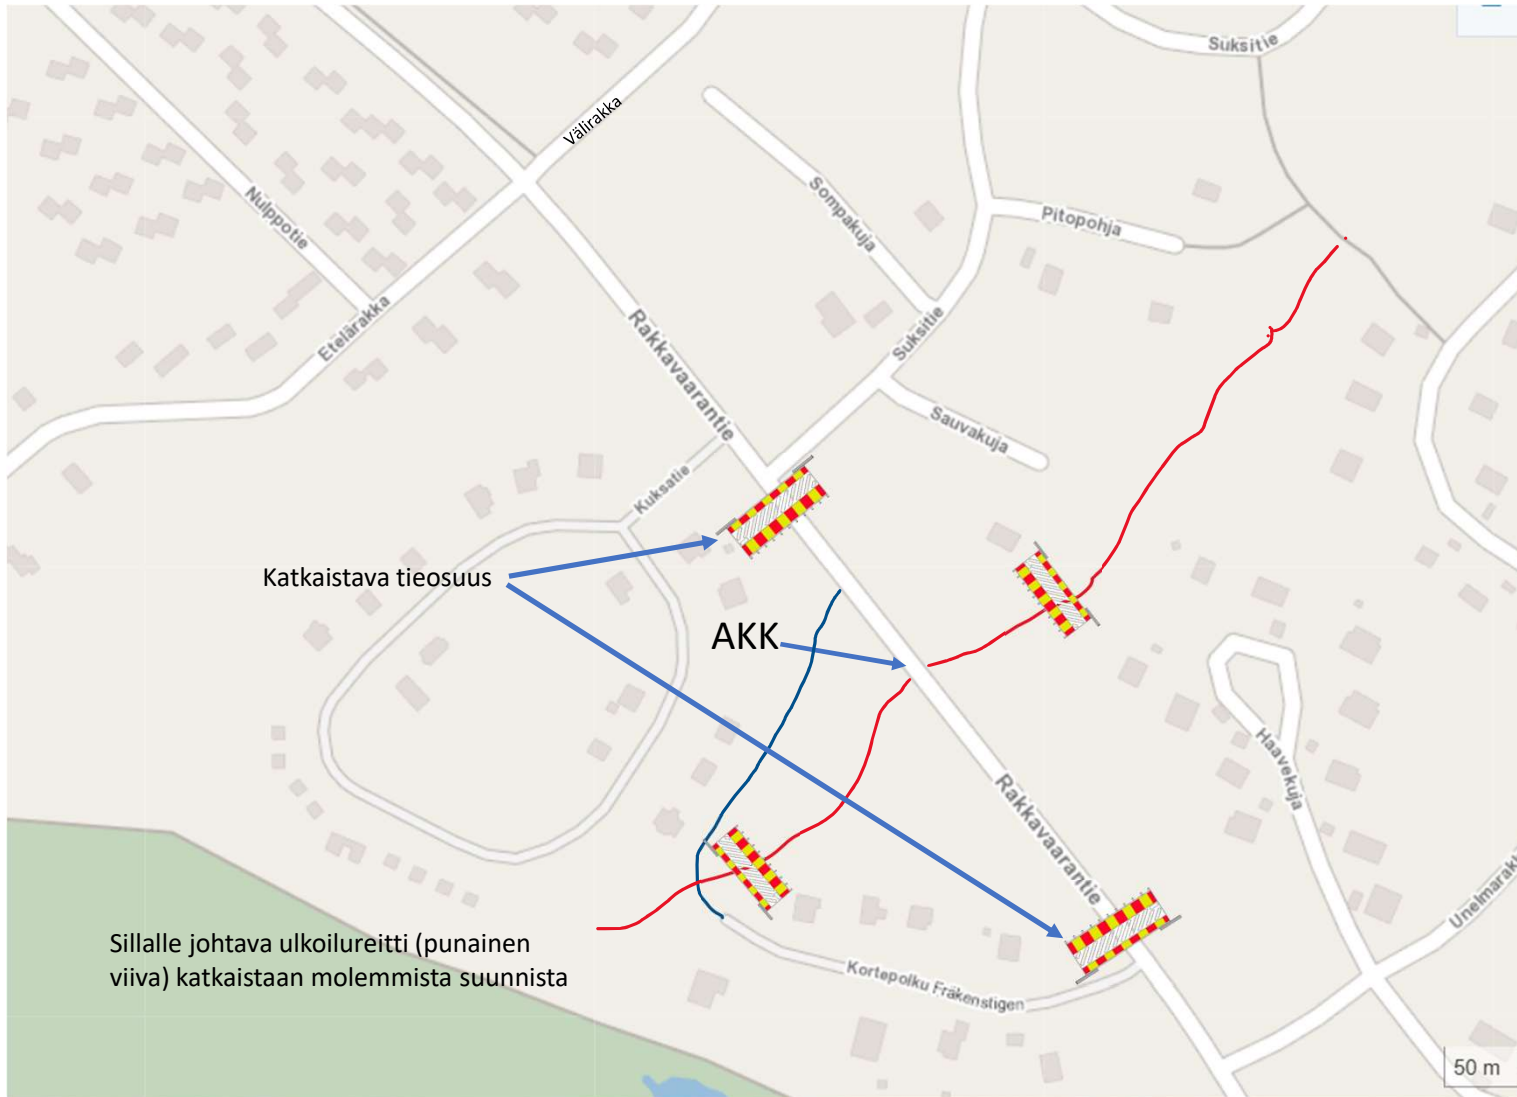 Suksitie
Välirakka
Nulppotie
Sompakuja
Pitopohja
Etelärakka
Rakkavaarantie
Suksitie
Sauvakuja
Kuksatie
Katkaistava tieosuus
AKK
Haavekuja
Rakkavaarantie
Unelmarakk
Sillalle johtava ulkoilureitti (punainen
viiva) katkaistaan molemmista suunnista
Kortepolku Fräkenstigen
50 m